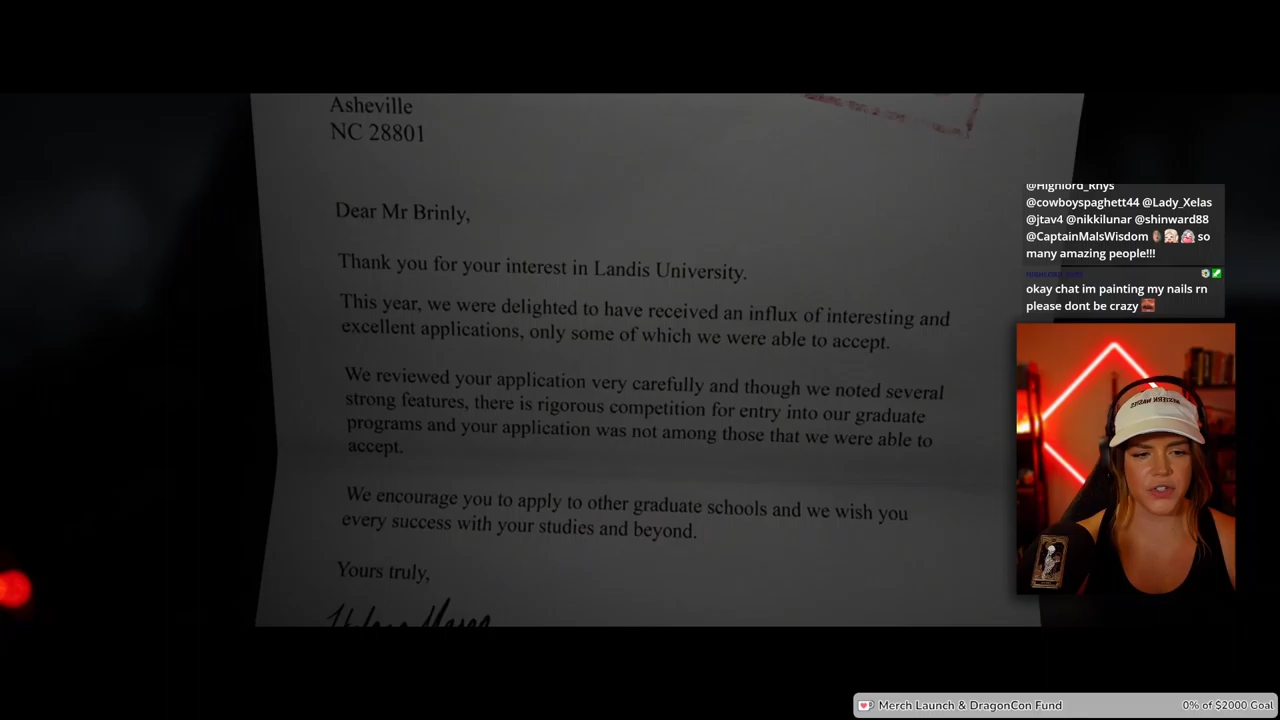 Asheville
NC 28801
Dear Mr Brinly,
Thank you for your interest in Landis University.
This year, we were delighted to have received an influx of interesting and
excellent applications, only some of which we were able to accept.
We reviewed your application very carefully and though we noted several
strong features, there is rigorous competition for entry into our graduate
programs and your application was not among those that we were able to
accept.
We encourage you to apply to other graduate schools and we wish you
every success with your studies and beyond.
Yours truly,
@Highlord_Rhys
@cowboyspaghett44 @Lady_Xelas
@jtav4 @nikkilunar @shinward88
@CaptainMalsWisdom so
many amazing people!!!
okay chat im painting my nails rn
please dont be crazy
Merch Launch & DragonCon Fund 0% of $2000 Goal